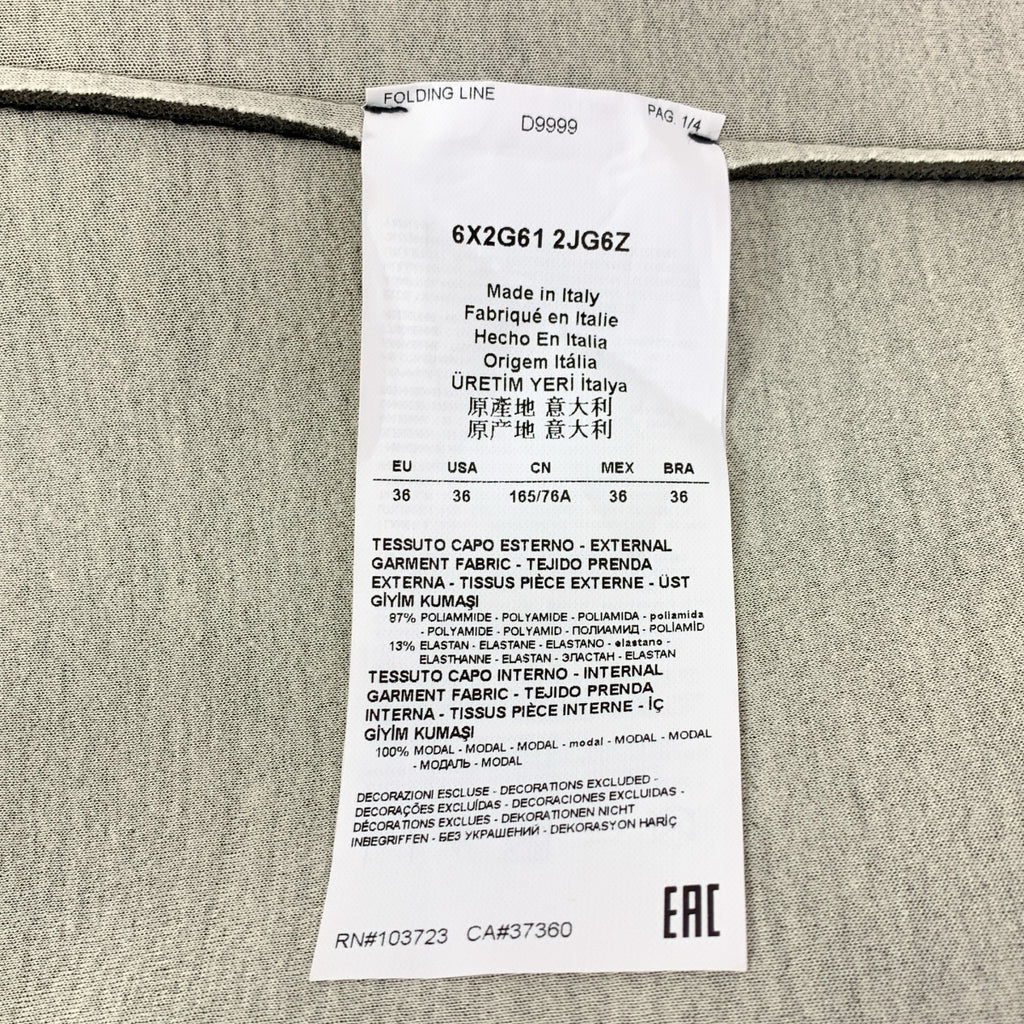 FOLDING LINE
PAG. 1/4
D9999
6X2G61 2JG6Z
Made in Italy
Fabriqué en Italie
Hecho En Italia
Origem Itália
ÜRETİM YERİ İtalya
原產地 意大利
原产地 意大利
EU USA CN MEX BRA
36 36 165/76A 36 36
TESSUTO CAPO ESTERNO - EXTERNAL
GARMENT FABRIC - TEJIDO PRENDA
EXTERNA - TISSUS PIÈCE EXTERNE - ÜST
GİYİM KUMAŞI
87% POLIAMMIDE - POLYAMIDE - POLIAMIDA - poliamida
- POLYAMIDE - POLYAMID - ПОЛИАМИД - POLİAMİD
13% ELASTAN - ELASTANE - ELASTANO - elastano -
ELASTHANNE - ELASTAN - ЭЛАСТАН - ELASTAN
TESSUTO CAPO INTERNO - INTERNAL
GARMENT FABRIC - TEJIDO PRENDA
INTERNA - TISSUS PIÈCE INTERNE - İÇ
GİYİM KUMAŞI
100% MODAL - MODAL - MODAL - modal - MODAL - MODAL
- МОДАЛЬ - MODAL
DECORAZIONI ESCLUSE - DECORATIONS EXCLUDED -
DECORAÇÕES EXCLUÍDAS - DECORACIONES EXCLUIDAS -
DÉCORATIONS EXCLUES - DEKORATIONEN NICHT
INBEGRIFFEN - БЕЗ УКРАШЕНИЙ - DEKORASYON HARİÇ
EAC
RN#103723 CA#37360